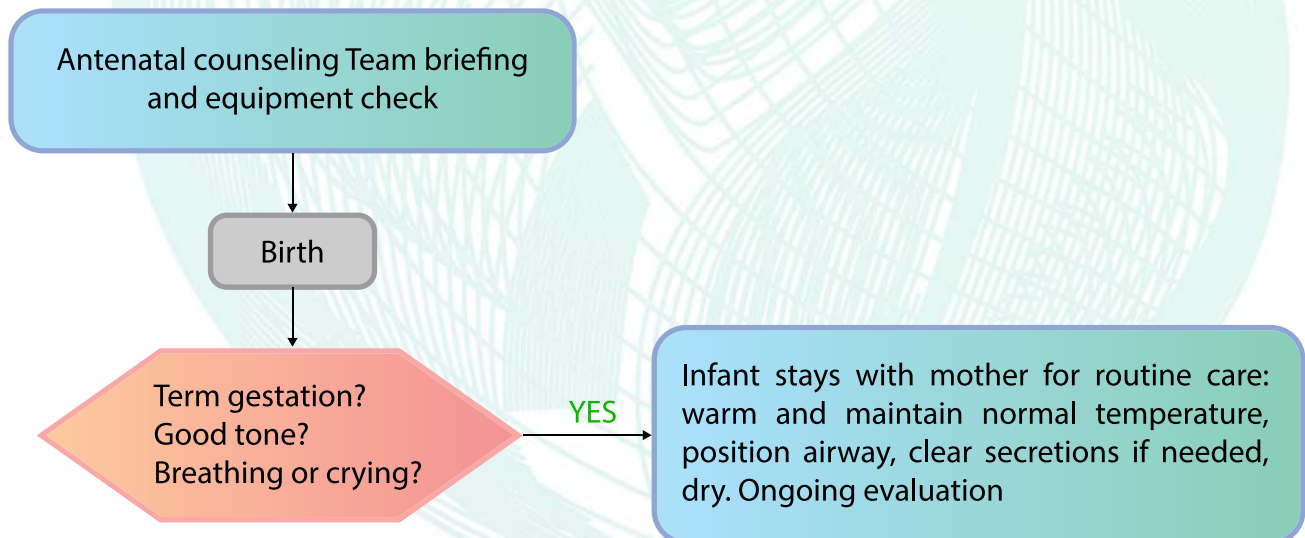 Antenatal counseling Team briefing
and equipment check
Birth
Term gestation?
Good tone?
Breathing or crying?
YES
Infant stays with mother for routine care:
warm and maintain normal temperature,
position airway, clear secretions if needed,
dry. Ongoing evaluation